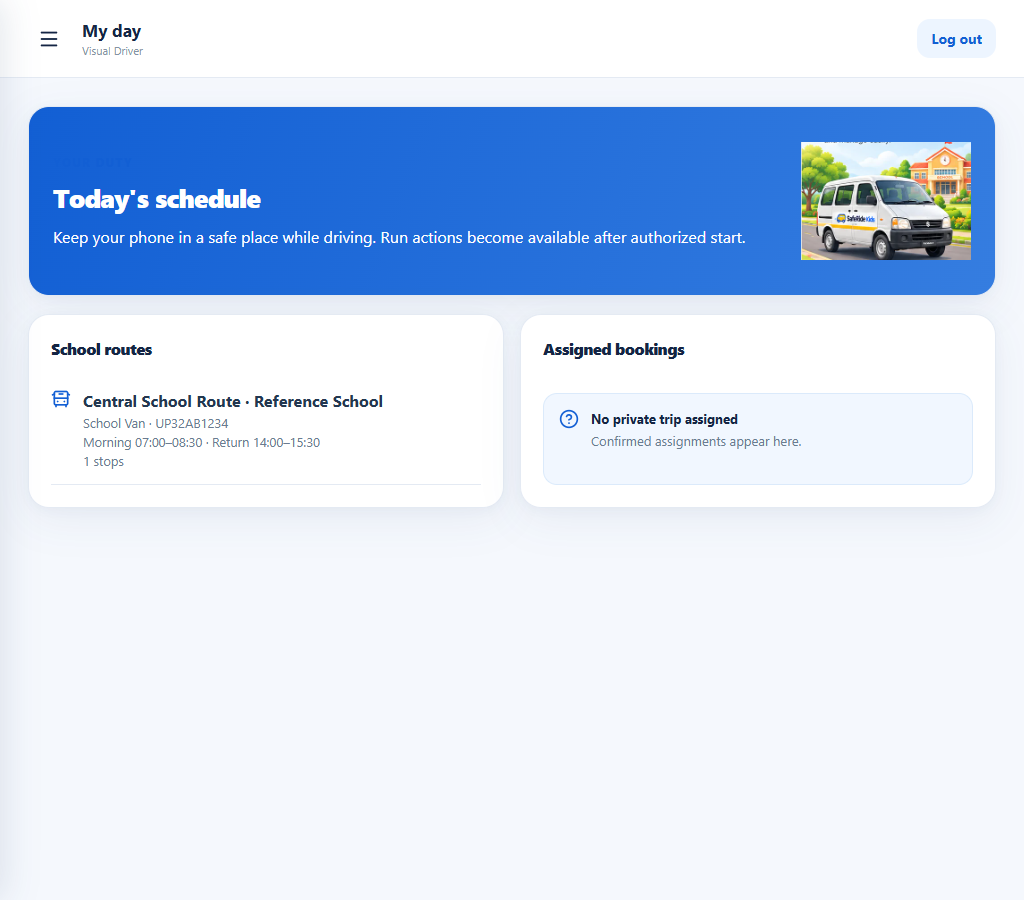 My day
Visual Driver
Log out
Today's schedule
Keep your phone in a safe place while driving. Run actions become available after authorized start.
SafeRide Kids
School routes
Central School Route · Reference School
School Van · UP32AB1234
Morning 07:00–08:30 · Return 14:00–15:30
1 stops
Assigned bookings
No private trip assigned
Confirmed assignments appear here.